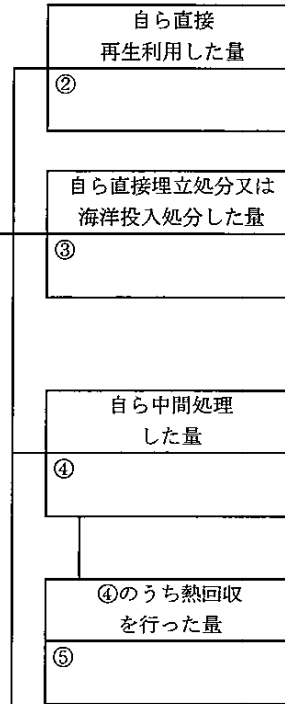 自ら直接
再生利用した量
②
自ら直接埋立処分又は
海洋投入処分した量
③
自ら中間処理
した量
④
④のうち熱回収
を行った量
⑤